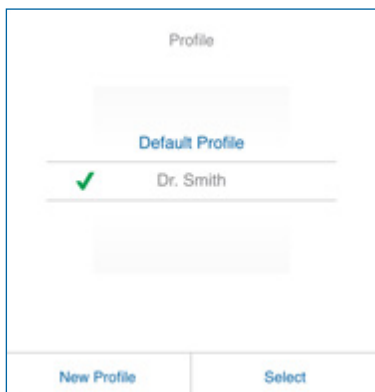 Profile
Default Profile
Dr. Smith
New Profile Select